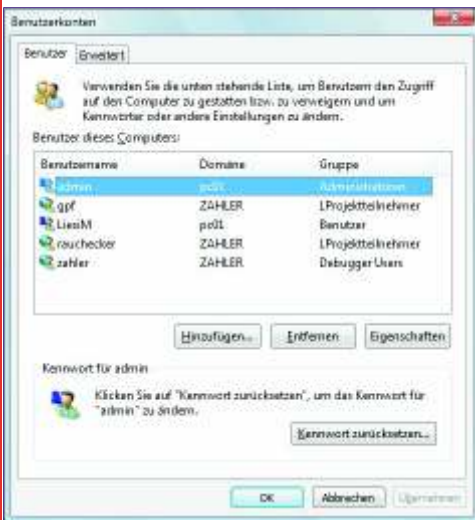 Benutzerkonten
Benutzer Erweitert
Verwenden Sie die unten stehende Liste, um Benutzern den Zugriff
auf den Computer zu gestatten bzw. zu verweigern und um
Kennwörter oder andere Einstellungen zu ändern.
Benutzer dieses Computers:
Benutzername Domäne Gruppe
admin pc01 Administratoren
gpf ZAHLER LProjektteilnehmer
LiesiM pc01 Benutzer
rauchecker ZAHLER LProjektteilnehmer
zahler ZAHLER Debugger Users
Hinzufügen... Entfernen Eigenschaften
Kennwort für admin
Klicken Sie auf "Kennwort zurücksetzen", um das Kennwort für
"admin" zu ändern.
Kennwort zurücksetzen...
OK Abbrechen Übernehmen